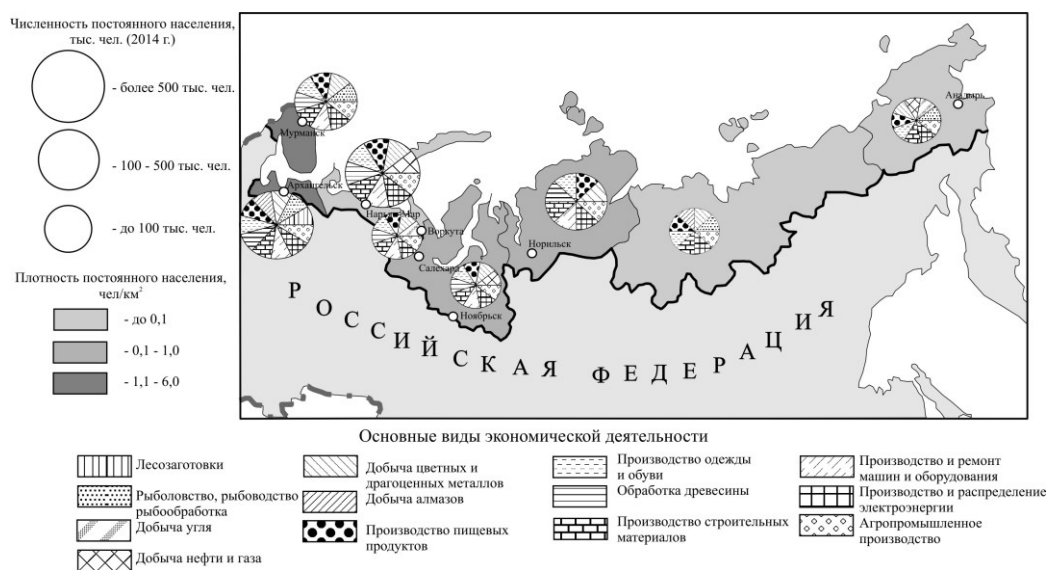 Численность постоянного населения,
тыс. чел. (2014 г.)
- более 500 тыс. чел.
- 100 - 500 тыс. чел.
- до 100 тыс. чел.
Плотность постоянного населения,
чел/км²
- до 0,1
- 0,1 - 1,0
- 1,1 - 6,0
Мурманск
Архангельск
Нарьян-Мар
Воркута
Салехард
Ноябрьск
Норильск
Анадырь
РОССИЙСКАЯ ФЕДЕРАЦИЯ
Основные виды экономической деятельности
Лесозаготовки
Рыболовство, рыбоводство
рыбообработка
Добыча угля
Добыча нефти и газа
Добыча цветных и
драгоценных металлов
Добыча алмазов
Производство пищевых
продуктов
Производство одежды
и обуви
Обработка древесины
Производство строительных
материалов
Производство и ремонт
машин и оборудования
Производство и распределение
электроэнергии
Агропромышленное
производство